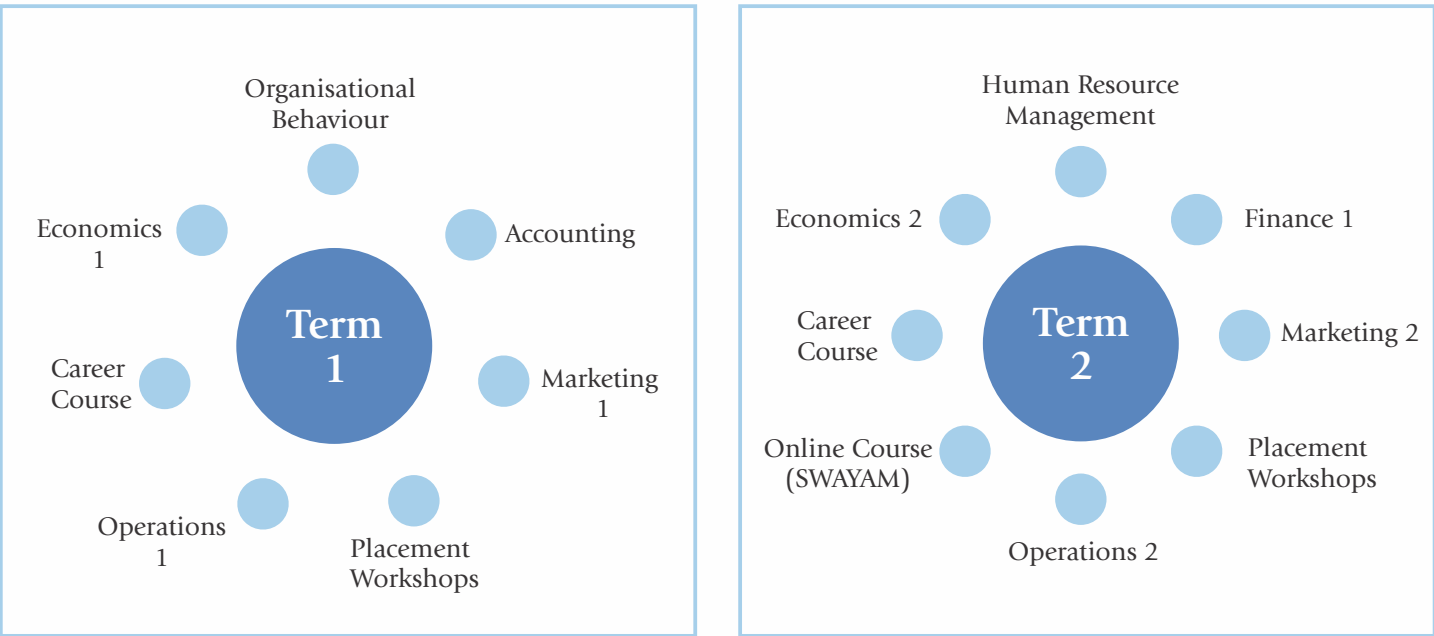 Organisational
Behaviour
Economics
1
Accounting
Term
1
Career
Course
Marketing
1
Operations
1
Placement
Workshops
Human Resource
Management
Economics 2
Finance 1
Career
Course
Term
2
Marketing 2
Online Course
(SWAYAM)
Placement
Workshops
Operations 2